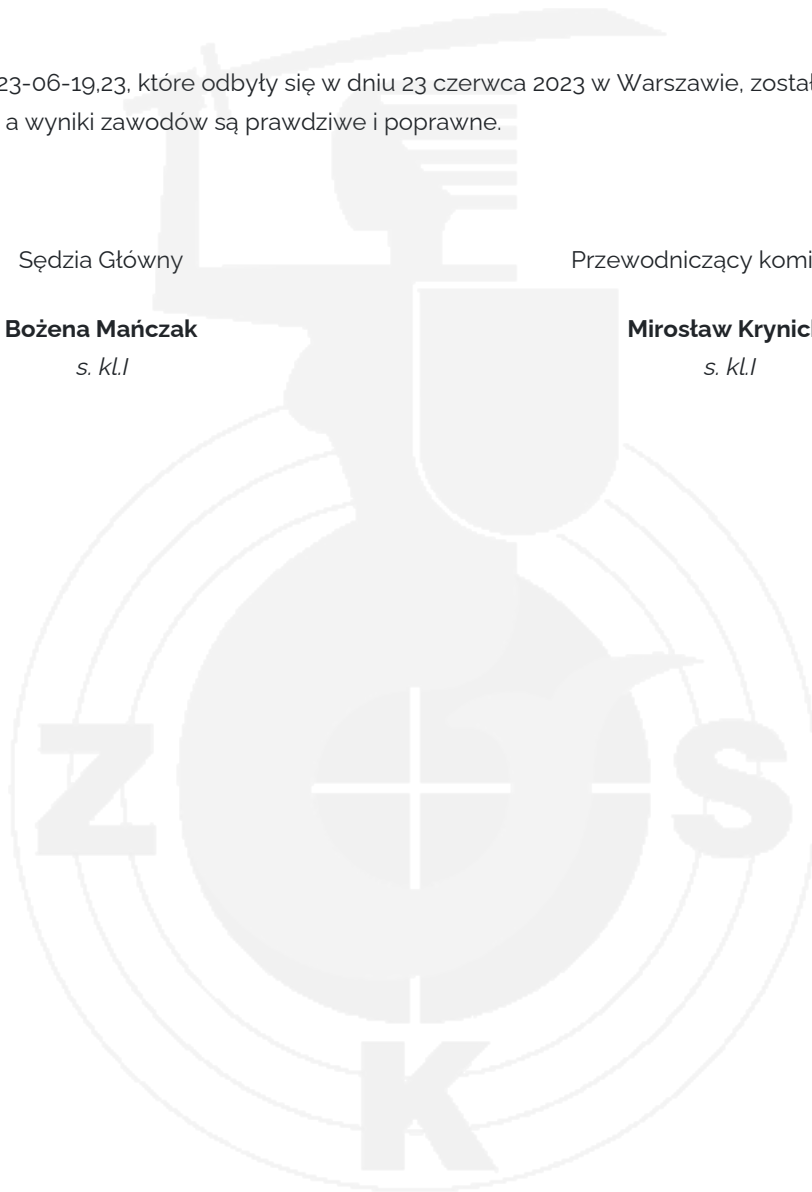 23-06-19,23, które odbyły się w dniu 23 czerwca 2023 w Warszawie, został
a wyniki zawodów są prawdziwe i poprawne.
Sędzia Główny
Przewodniczący komi
Bożena Mańczak
Mirosław Krynick
s. kl.I
s. kl.I
Z
S
K